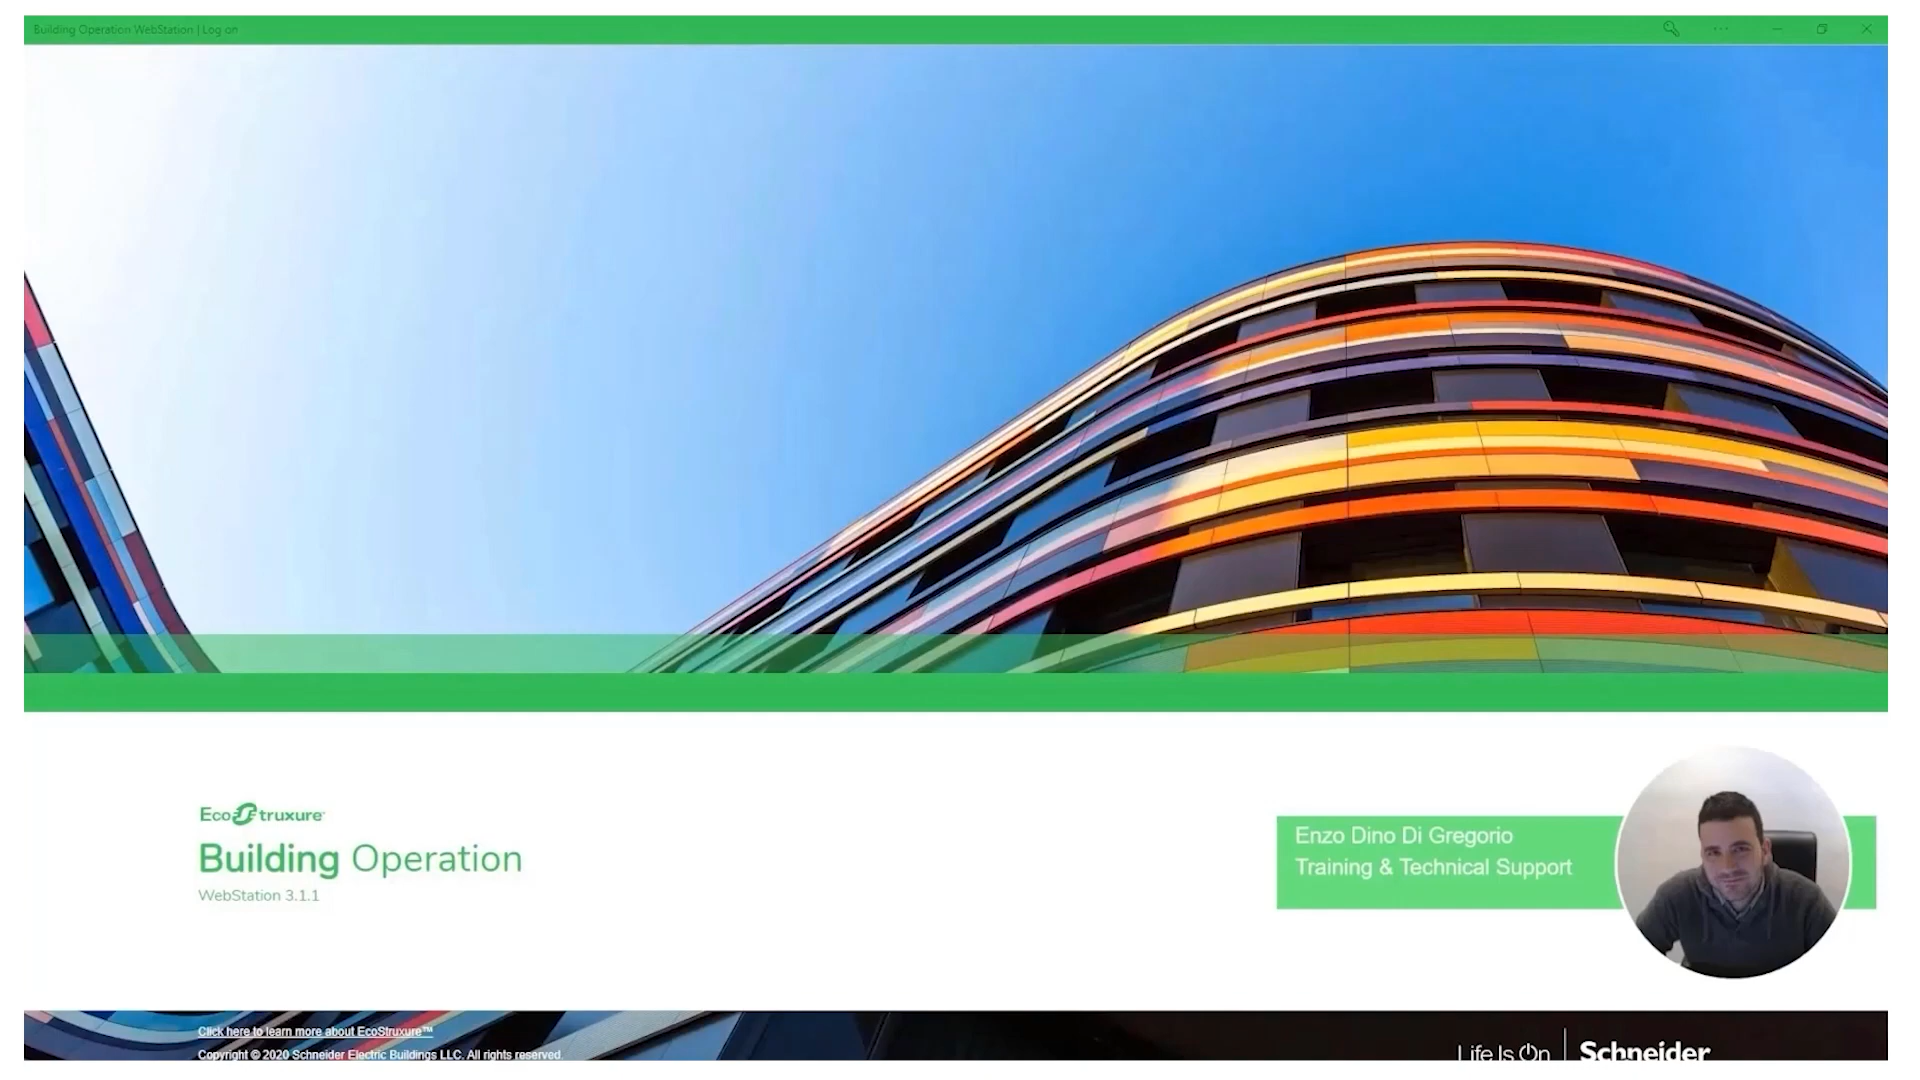 Building Operation WebStation | Log on
EcoStruxure™
Building Operation
WebStation 3.1.1
Enzo Dino Di Gregorio
Training & Technical Support
Click here to learn more about EcoStruxure™
Copyright © 2020 Schneider Electric Buildings LLC. All rights reserved.
Life Is On | Schneider